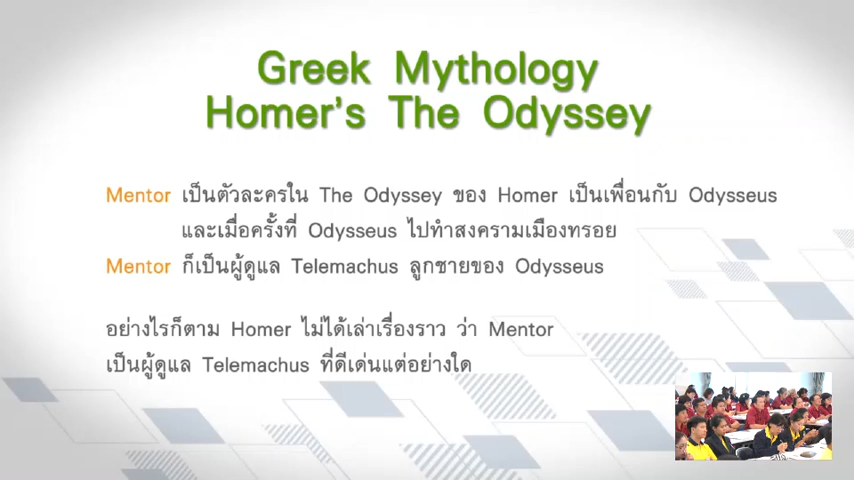 Greek Mythology
Homer's The Odyssey
Mentor เป็นตัวละครใน The Odyssey ของ Homer เป็นเพื่อนกับ Odysseus
และเมื่อครั้งที่ Odysseus ไปทำสงครามเมืองทรอย
Mentor ก็เป็นผู้ดูแล Telemachus ลูกชายของ Odysseus
อย่างไรก็ตาม Homer ไม่ได้เล่าเรื่องราว ว่า Mentor
เป็นผู้ดูแล Telemachus ที่ดีเด่นแต่อย่างใด